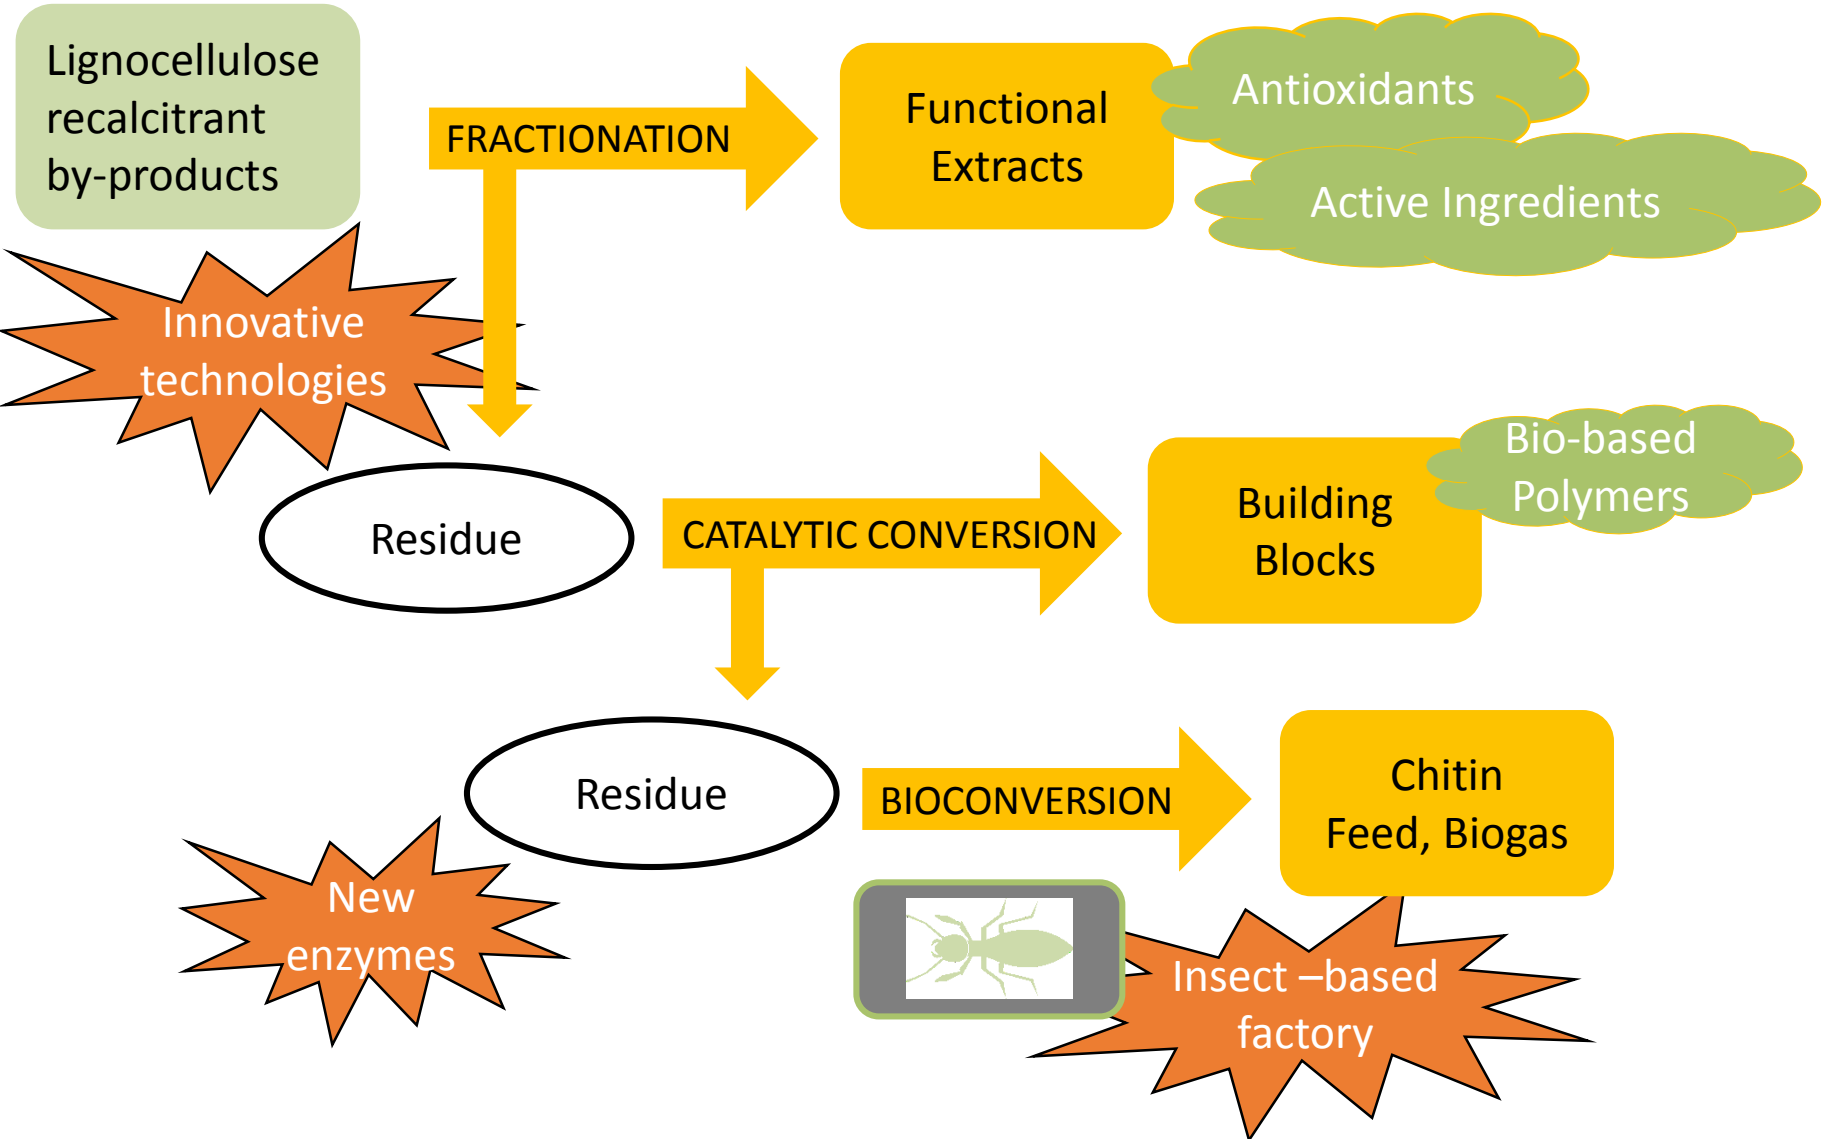 Lignocellulose
recalcitrant
by-products
FRACTIONATION
Functional
Extracts
Antioxidants
Active Ingredients
Innovative
technologies
Residue
CATALYTIC CONVERSION
Building
Blocks
Bio-based
Polymers
Residue
BIOCONVERSION
Chitin
Feed, Biogas
New
enzymes
Insect –based
factory